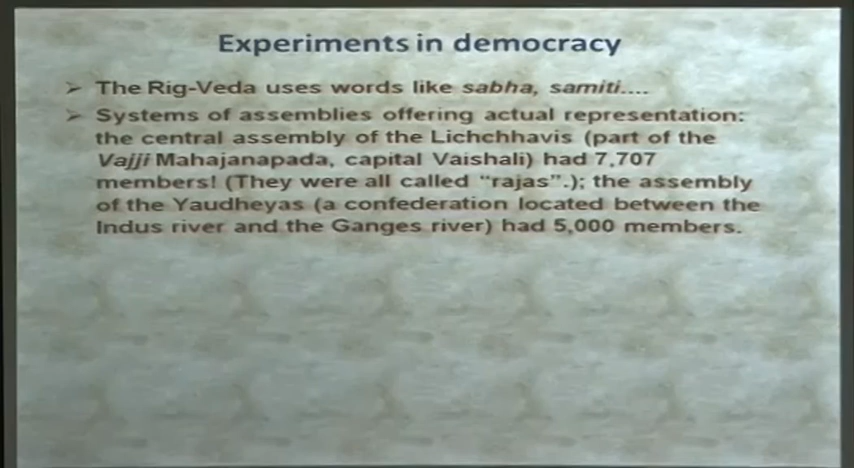 Experiments in democracy
➢ The Rig-Veda uses words like sabha, samiti....
➢ Systems of assemblies offering actual representation:
the central assembly of the Lichchhavis (part of the
Vajji Mahajanapada, capital Vaishali) had 7,707
members! (They were all called “rajas”.); the assembly
of the Yaudheyas (a confederation located between the
Indus river and the Ganges river) had 5,000 members.